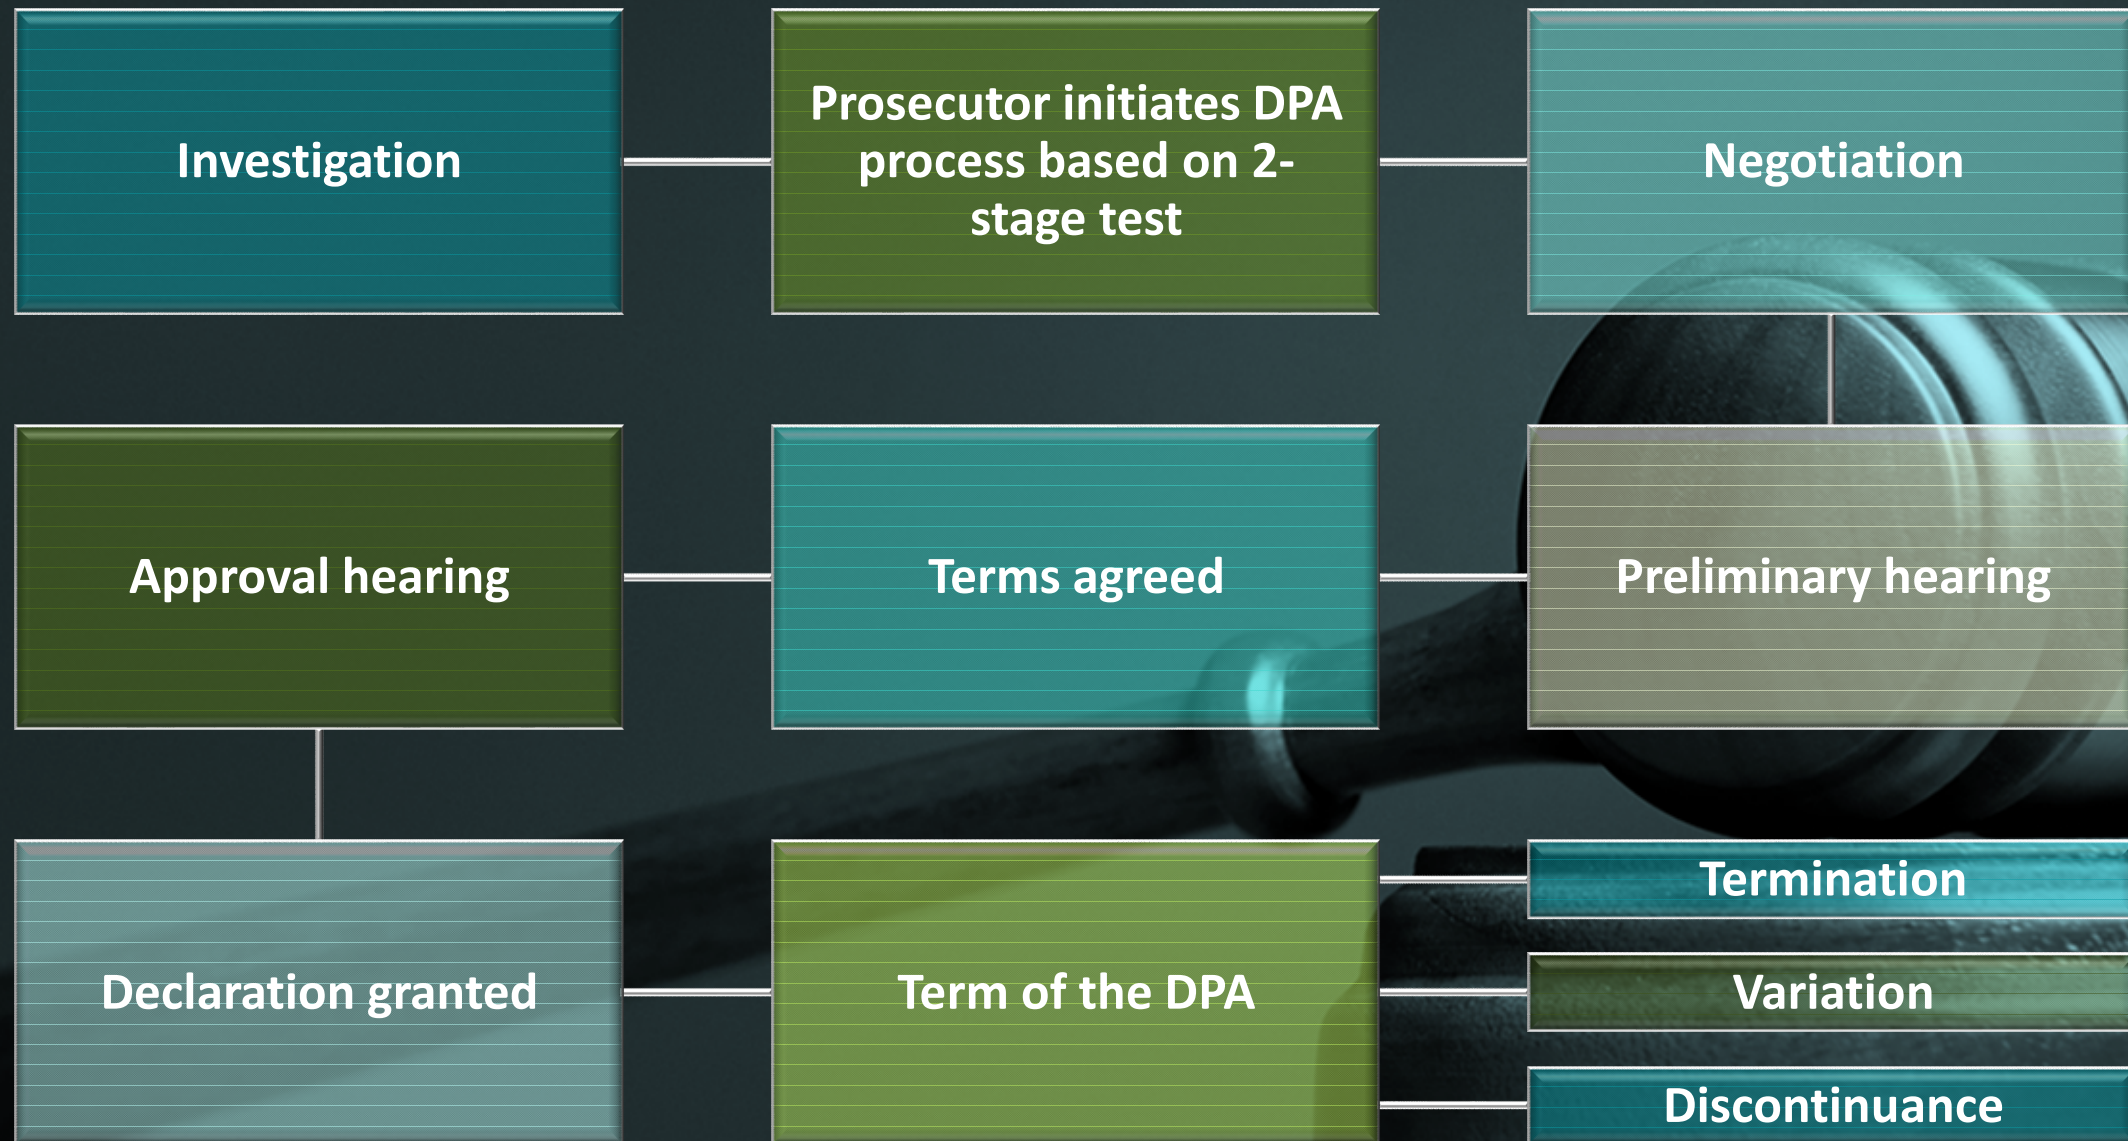 Investigation
Prosecutor initiates DPA
process based on 2-
stage test
Negotiation
Approval hearing
Terms agreed
Preliminary hearing
Declaration granted
Term of the DPA
Termination
Variation
Discontinuance